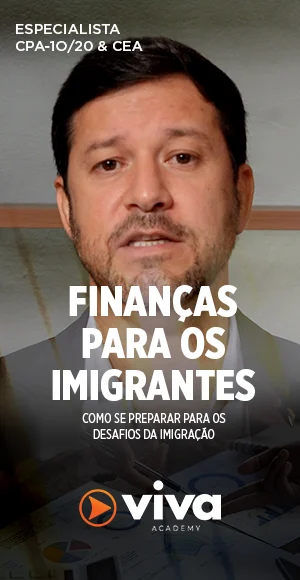 ESPECIALISTA
CPA-10/20 & CEA
FINANÇAS
PARA OS
IMIGRANTES
COMO SE PREPARAR PARA OS
DESAFIOS DA IMIGRAÇÃO
viva
ACADEMY